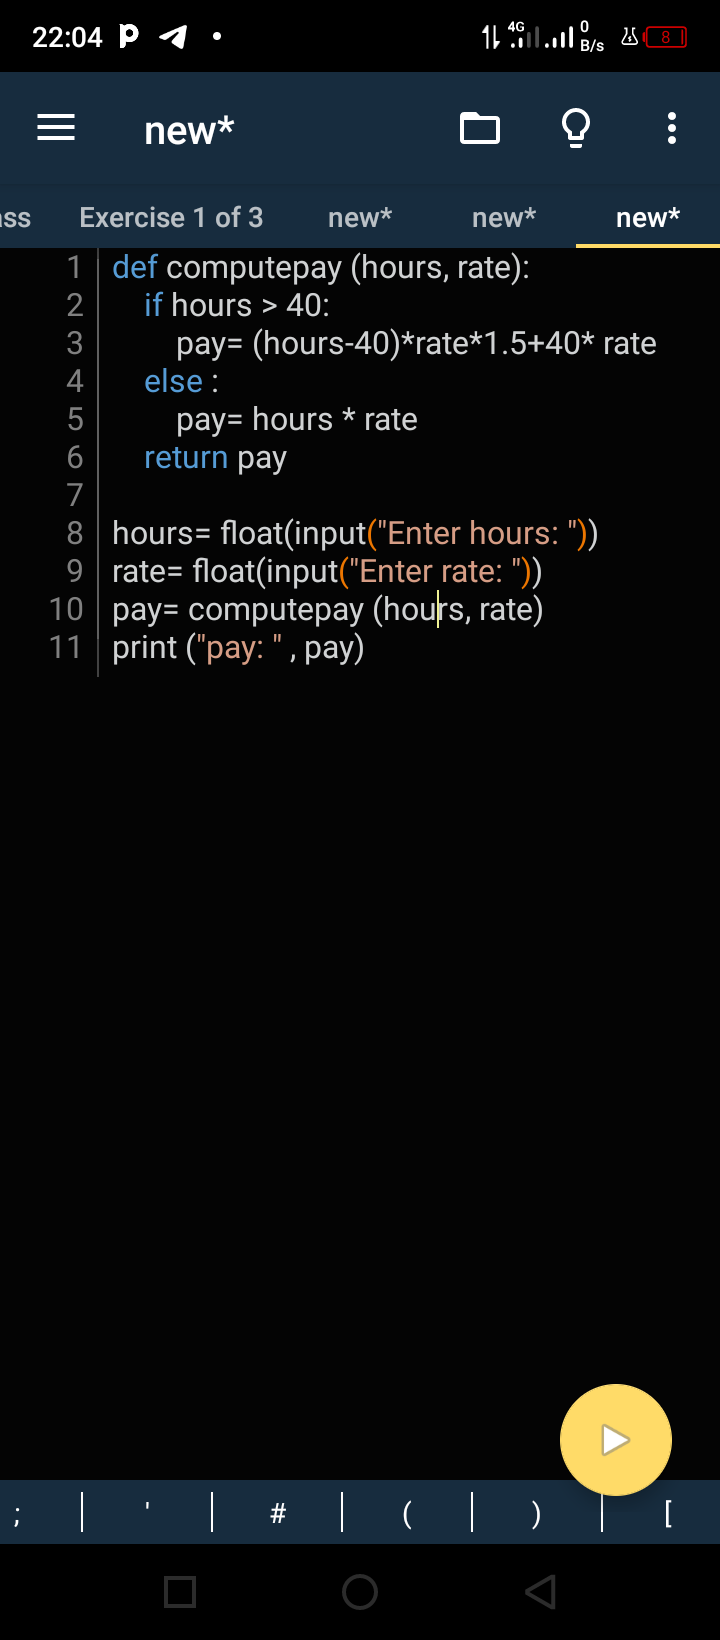 22:04 4G 0 B/s 8
new*
ass Exercise 1 of 3 new* new* new*
1 def computepay (hours, rate):
2 if hours > 40:
3 pay= (hours-40)*rate*1.5+40* rate
4 else :
5 pay= hours * rate
6 return pay
7
8 hours= float(input("Enter hours: "))
9 rate= float(input("Enter rate: "))
10 pay= computepay (hours, rate)
11 print ("pay: " , pay)
; ' # ( ) [